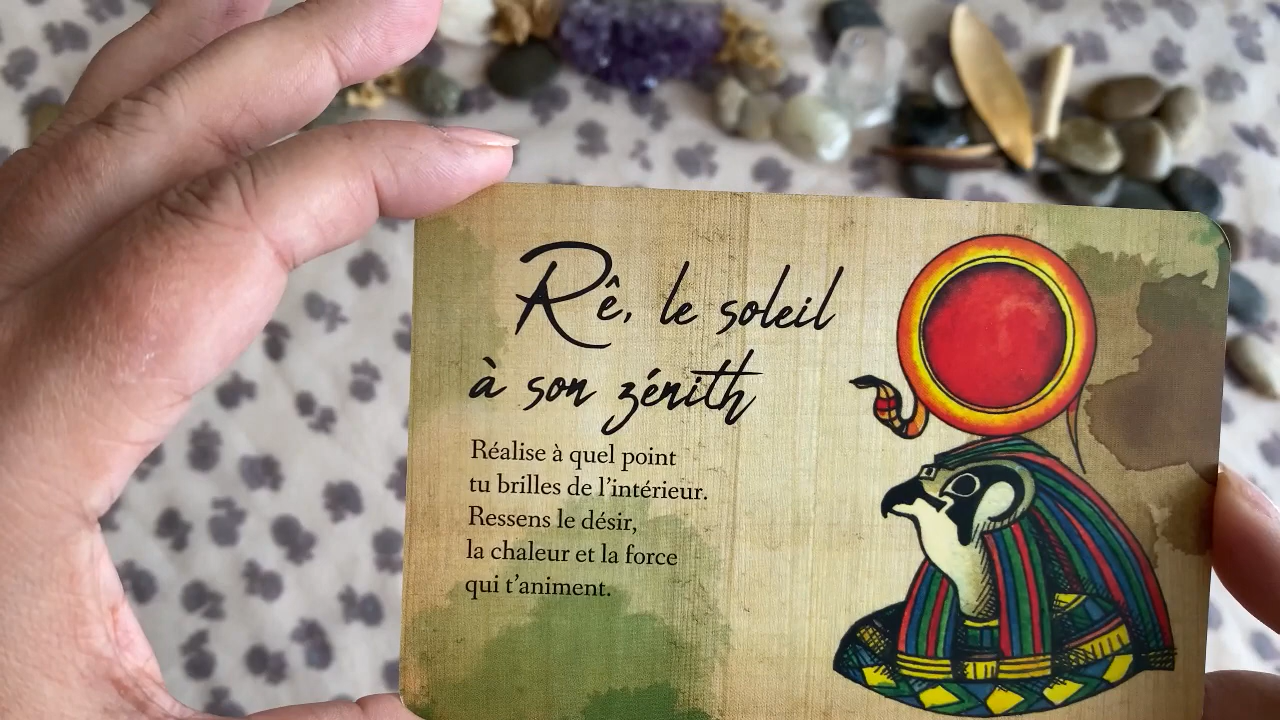 Rê, le soleil
à son zénith
Réalise à quel point
tu brilles de l’intérieur.
Ressens le désir,
la chaleur et la force
qui t’animent.